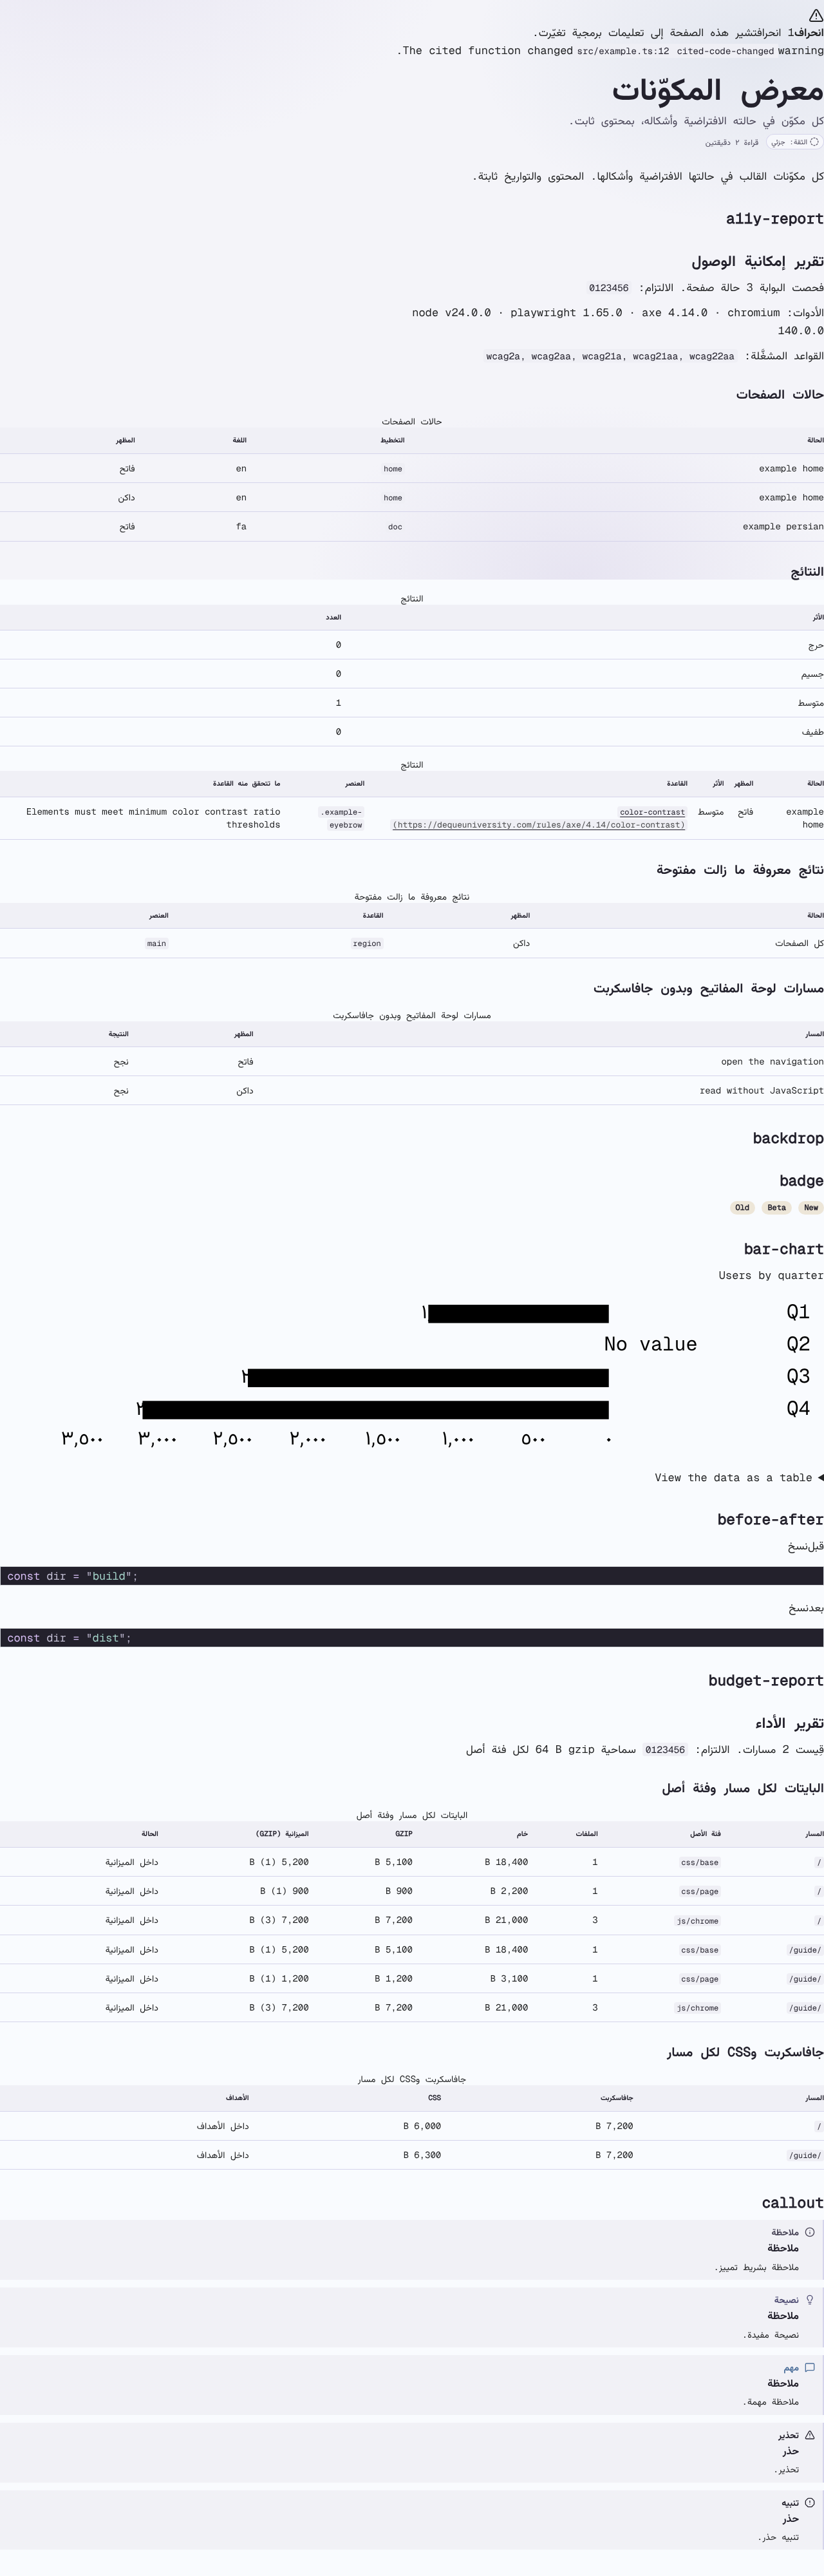 انحراف1 انحرافتشير هذه الصفحة إلى تعليمات برمجية تغيّرت.
warning cited-code-changed src/example.ts:12 The cited function changed.
معرض المكوّنات
كل مكوّن في حالته الافتراضية وأشكاله، بمحتوى ثابت.
الثقة: جزئي قراءة ٢ دقيقتين
كل مكوّنات القالب في حالتها الافتراضية وأشكالها. المحتوى والتواريخ ثابتة.
a11y-report
تقرير إمكانية الوصول
فحصت البوابة 3 حالة صفحة. الالتزام: 0123456
الأدوات: node v24.0.0 · playwright 1.65.0 · axe 4.14.0 · chromium
140.0.0
القواعد المشغَّلة: wcag2a, wcag2aa, wcag21a, wcag21aa, wcag22aa
حالات الصفحات
حالات الصفحات
الحالة التخطيط اللغة المظهر
example home home en فاتح
example home home en داكن
example persian doc fa فاتح
النتائج
النتائج
الأثر العدد
حرج 0
جسيم 0
متوسط 1
طفيف 0
النتائج
الحالة المظهر الأثر القاعدة العنصر ما تتحقق منه القاعدة
example home فاتح متوسط color-contrast (https://dequeuniversity.com/rules/axe/4.14/color-contrast) .example-eyebrow Elements must meet minimum color contrast ratio thresholds
نتائج معروفة ما زالت مفتوحة
نتائج معروفة ما زالت مفتوحة
الحالة المظهر القاعدة العنصر
كل الصفحات داكن region main
مسارات لوحة المفاتيح وبدون جافاسكربت
مسارات لوحة المفاتيح وبدون جافاسكربت
المسار المظهر النتيجة
open the navigation فاتح نجح
read without JavaScript داكن نجح
backdrop
badge
New Beta Old
bar-chart
Users by quarter
Q1 ١
Q2 No value
Q3 ٢
Q4 ٣
٠ ٥٠٠ ١,٠٠٠ ١,٥٠٠ ٢,٠٠٠ ٢,٥٠٠ ٣,٠٠٠ ٣,٥٠٠
View the data as a table
before-after
قبلنسخ
const dir = "build";
بعدنسخ
const dir = "dist";
budget-report
تقرير الأداء
قِيست 2 مسارات. الالتزام: 0123456 سماحية 64 B gzip لكل فئة أصل
البايتات لكل مسار وفئة أصل
البايتات لكل مسار وفئة أصل
المسار فئة الأصل الملفات خام GZIP الميزانية (GZIP) الحالة
/ css/base 1 18,400 B 5,100 B 5,200 B (1) داخل الميزانية
/ css/page 1 2,200 B 900 B 900 B (1) داخل الميزانية
/ js/chrome 3 21,000 B 7,200 B 7,200 B (3) داخل الميزانية
/guide/ css/base 1 18,400 B 5,100 B 5,200 B (1) داخل الميزانية
/guide/ css/page 1 3,100 B 1,200 B 1,200 B (1) داخل الميزانية
/guide/ js/chrome 3 21,000 B 7,200 B 7,200 B (3) داخل الميزانية
جافاسكربت وCSS لكل مسار
جافاسكربت وCSS لكل مسار
المسار جافاسكربت CSS الأهداف
/ 7,200 B 6,000 B داخل الأهداف
/guide/ 7,200 B 6,300 B داخل الأهداف
callout
ملاحظة
ملاحظة
ملاحظة بشريط تمييز.
نصيحة
ملاحظة
نصيحة مفيدة.
مهم
ملاحظة
ملاحظة مهمة.
تحذير
حذر
تحذير.
تنبيه
حذر
تنبيه حذر.